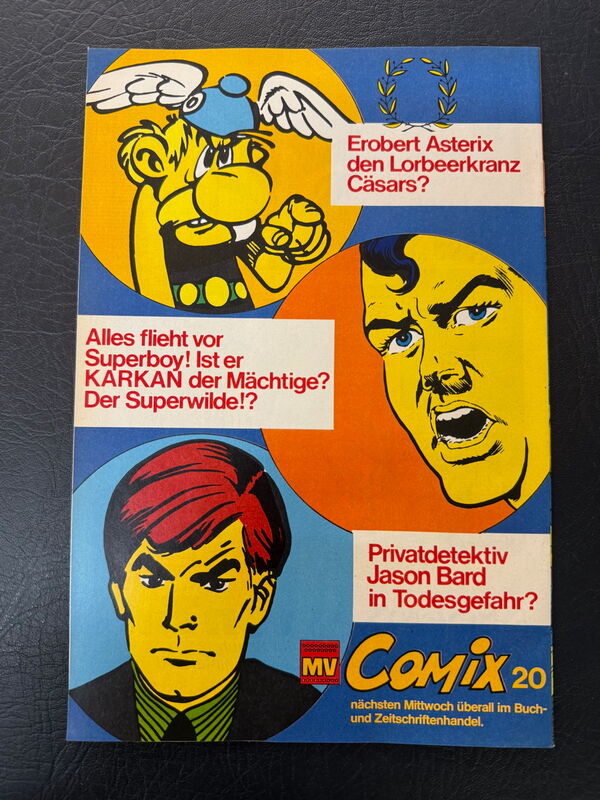 Erobert Asterix
den Lorbeerkranz
Cäsars?
Alles flieht vor
Superboy! Ist er
KARKAN der Mächtige?
Der Superwilde!?
Privatdetektiv
Jason Bard
in Todesgefahr?
MV Comix 20
nächsten Mittwoch überall im Buch-
und Zeitschriftenhandel.